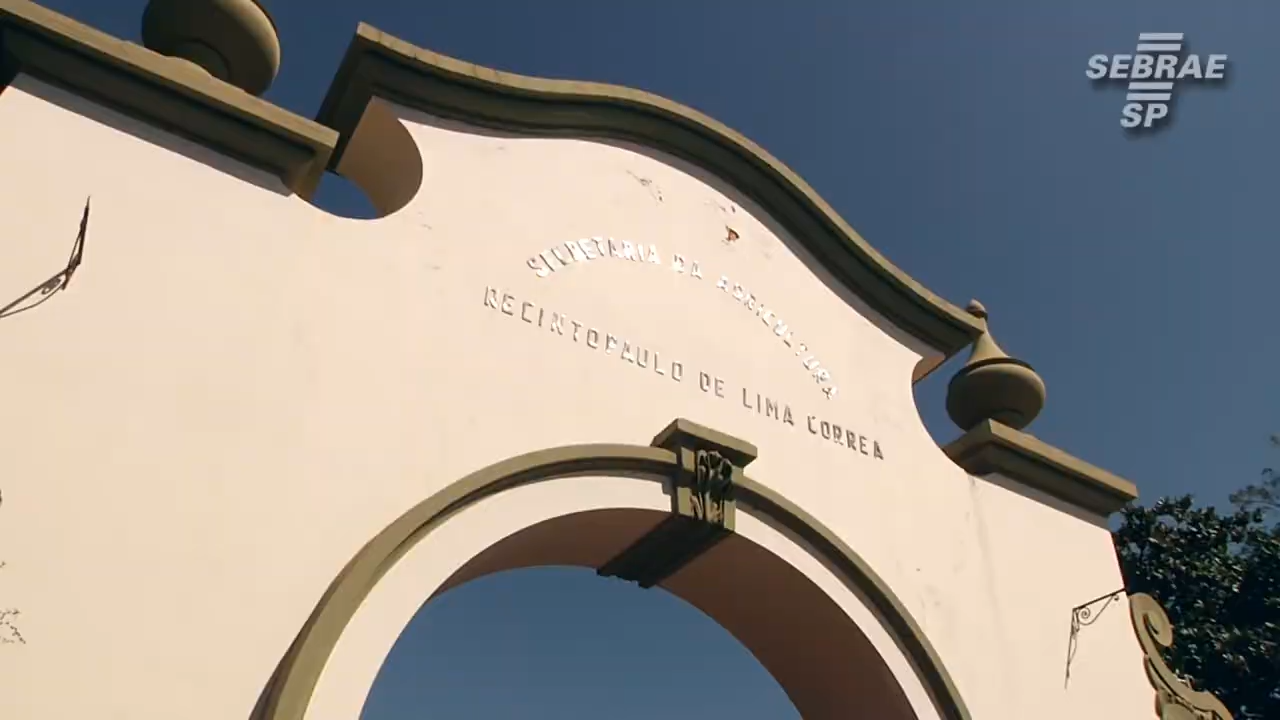 SEBRAE
SP
SECRETARIA DA AGRICULTURA
RECINTO PAULO DE LIMA CORREA